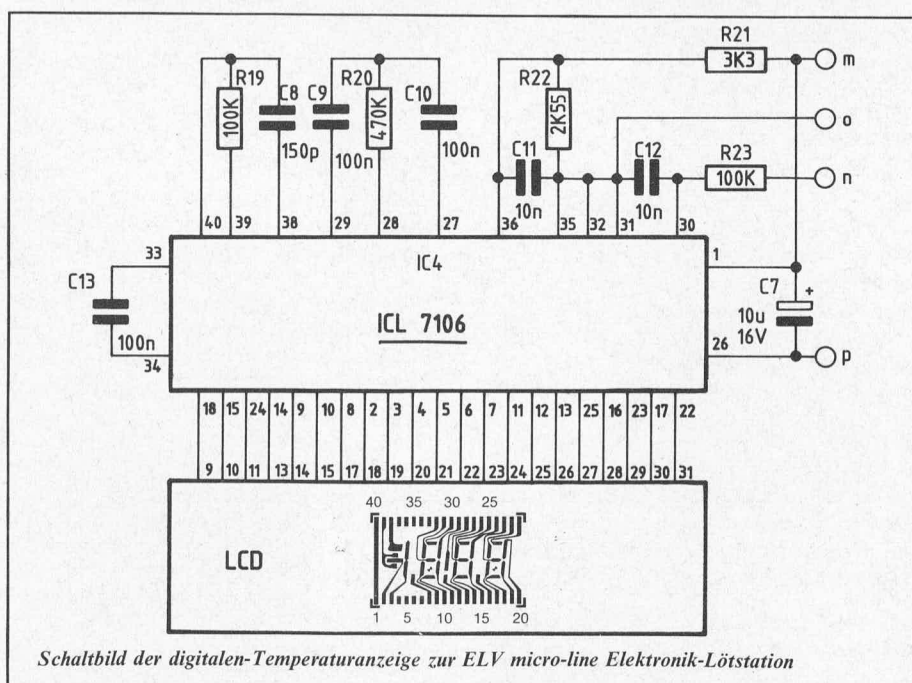 R21
3K3
m
R19
100K
C8
150p
C9
100n
R20
470K
C10
100n
R22
2K55
o
C11
10n
C12
10n
R23
100K
n
40 39 38 29 28 27 36 35 32 31 30
33
IC4
1
C13
100n
ICL 7106
C7
+
10u
16V
34
26
p
18 15 24 14 9 10 8 2 3 4 5 6 7 11 12 13 25 16 23 17 22
9 10 11 13 14 15 17 18 19 20 21 22 23 24 25 26 27 28 29 30 31
40 35 30 25
LCD
1 5 10 15 20
Schaltbild der digitalen-Temperaturanzeige zur ELV micro-line Elektronik-Lötstation